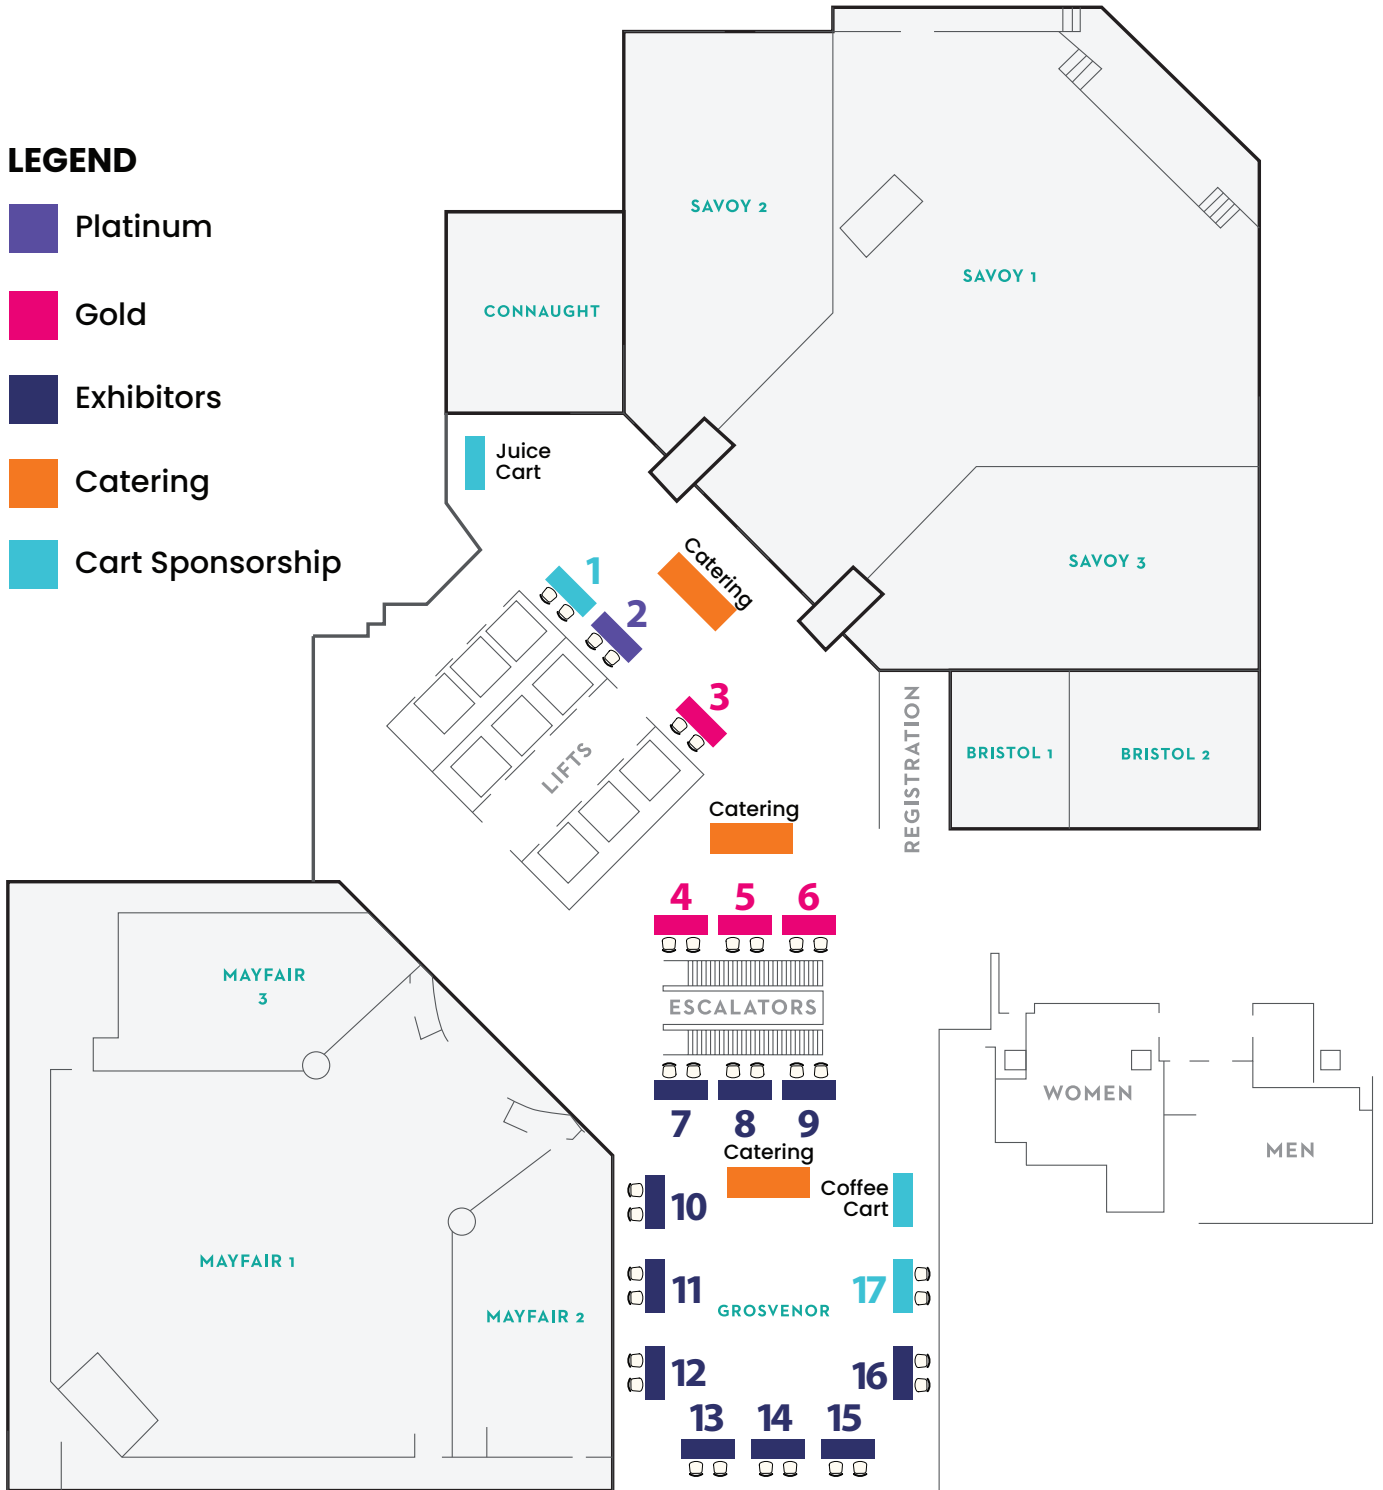 LEGEND
Platinum
Gold
Exhibitors
Catering
Cart Sponsorship
SAVOY 2
SAVOY 1
CONNAUGHT
Juice
Cart
Catering
1
2
SAVOY 3
3
LIFTS
REGISTRATION
BRISTOL 1
BRISTOL 2
Catering
4
5
6
MAYFAIR
3
ESCALATORS
WOMEN
MEN
7
8
9
Catering
Coffee
Cart
10
MAYFAIR 1
11
GROSVENOR
17
MAYFAIR 2
12
16
13
14
15